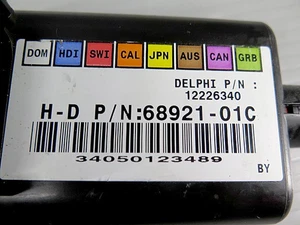 DOM HDI SWI CAL JPN AUS CAN GRB
DELPHI P/N :
12226340
H-D P/N:68921-01C
34050123489
BY